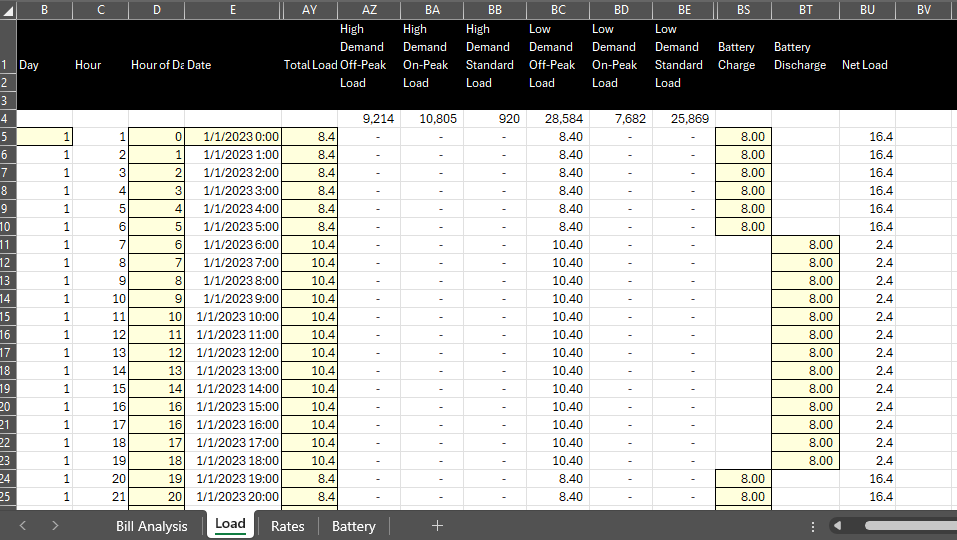 B C D E AY AZ BA BB BC BD BE BS BT BU BV
High High High Low Low Low
Demand Demand Demand Demand Demand Demand Battery Battery
1 Day Hour Hour of Da Date Total Load Off-Peak On-Peak Standard Off-Peak On-Peak Standard Charge Discharge Net Load
2 Load Load Load Load Load Load
3
4 9,214 10,805 920 28,584 7,682 25,869
5 1 1 0 1/1/2023 0:00 8.4 - - - 8.40 - - 8.00 16.4
6 1 2 1 1/1/2023 1:00 8.4 - - - 8.40 - - 8.00 16.4
7 1 3 2 1/1/2023 2:00 8.4 - - - 8.40 - - 8.00 16.4
8 1 4 3 1/1/2023 3:00 8.4 - - - 8.40 - - 8.00 16.4
9 1 5 4 1/1/2023 4:00 8.4 - - - 8.40 - - 8.00 16.4
10 1 6 5 1/1/2023 5:00 8.4 - - - 8.40 - - 8.00 16.4
11 1 7 6 1/1/2023 6:00 10.4 - - - 10.40 - - 8.00 2.4
12 1 8 7 1/1/2023 7:00 10.4 - - - 10.40 - - 8.00 2.4
13 1 9 8 1/1/2023 8:00 10.4 - - - 10.40 - - 8.00 2.4
14 1 10 9 1/1/2023 9:00 10.4 - - - 10.40 - - 8.00 2.4
15 1 11 10 1/1/2023 10:00 10.4 - - - 10.40 - - 8.00 2.4
16 1 12 11 1/1/2023 11:00 10.4 - - - 10.40 - - 8.00 2.4
17 1 13 12 1/1/2023 12:00 10.4 - - - 10.40 - - 8.00 2.4
18 1 14 13 1/1/2023 13:00 10.4 - - - 10.40 - - 8.00 2.4
19 1 15 14 1/1/2023 14:00 10.4 - - - 10.40 - - 8.00 2.4
20 1 16 16 1/1/2023 15:00 10.4 - - - 10.40 - - 8.00 2.4
21 1 17 16 1/1/2023 16:00 10.4 - - - 10.40 - - 8.00 2.4
22 1 18 17 1/1/2023 17:00 10.4 - - - 10.40 - - 8.00 2.4
23 1 19 18 1/1/2023 18:00 10.4 - - - 10.40 - - 8.00 2.4
24 1 20 19 1/1/2023 19:00 8.4 - - - 8.40 - - 8.00 16.4
25 1 21 20 1/1/2023 20:00 8.4 - - - 8.40 - - 8.00 16.4
Bill Analysis Load Rates Battery